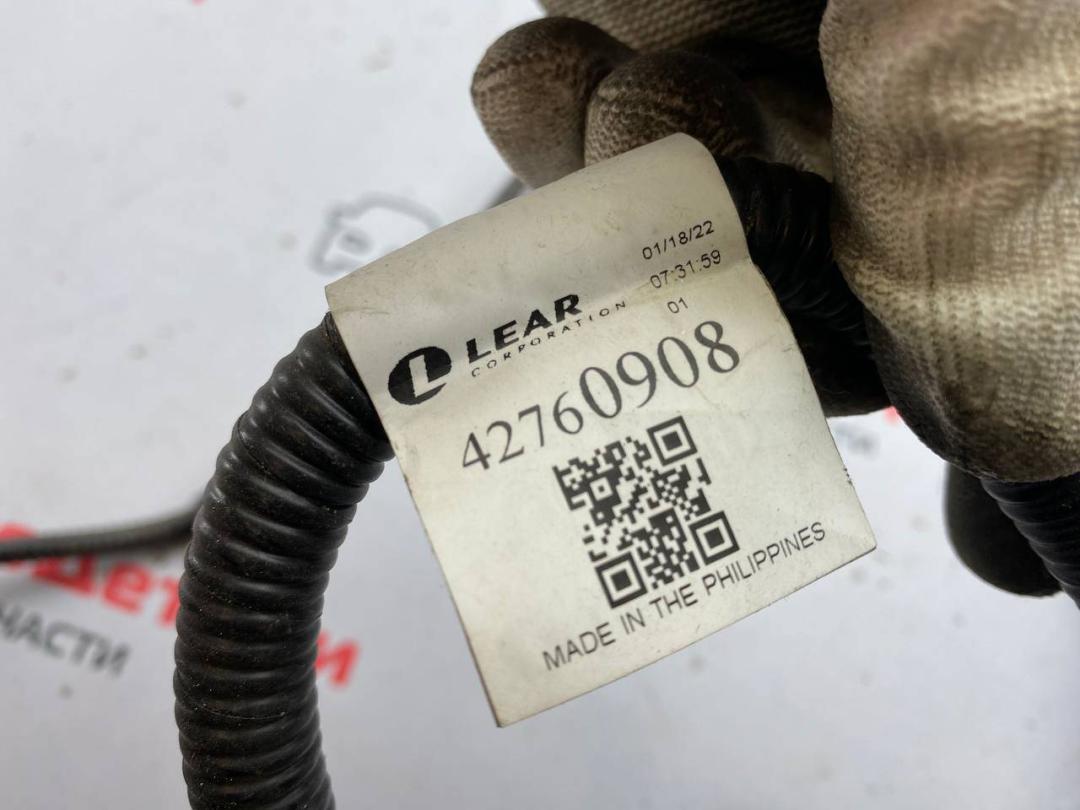 01/18/22
07:31:59
01
LEAR
CORPORATION
42760908
MADE IN THE PHILIPPINES